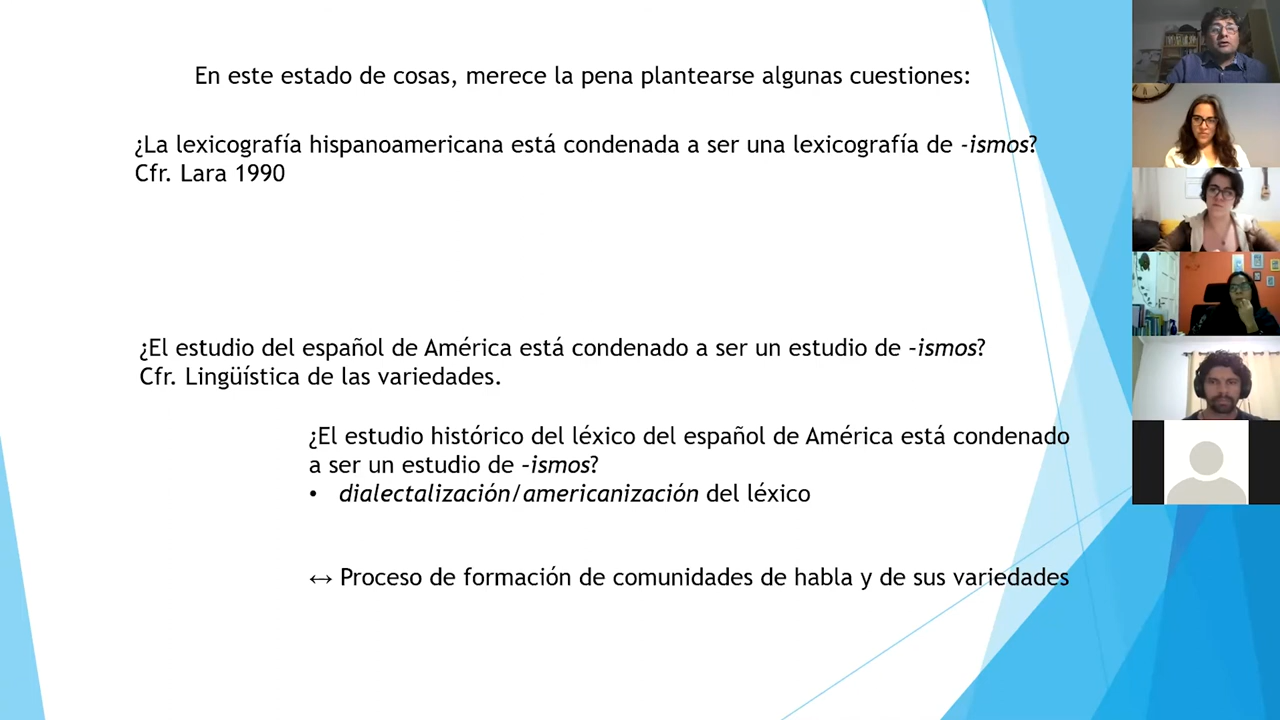 En este estado de cosas, merece la pena plantearse algunas cuestiones:
¿La lexicografía hispanoamericana está condenada a ser una lexicografía de -ismos?
Cfr. Lara 1990
¿El estudio del español de América está condenado a ser un estudio de –ismos?
Cfr. Lingüística de las variedades.
¿El estudio histórico del léxico del español de América está condenado
a ser un estudio de –ismos?
• dialectalización/americanización del léxico
↔ Proceso de formación de comunidades de habla y de sus variedades